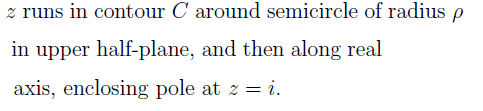 z runs in contour C around semicircle of radius ρ
in upper half-plane, and then along real
axis, enclosing pole at z = i.